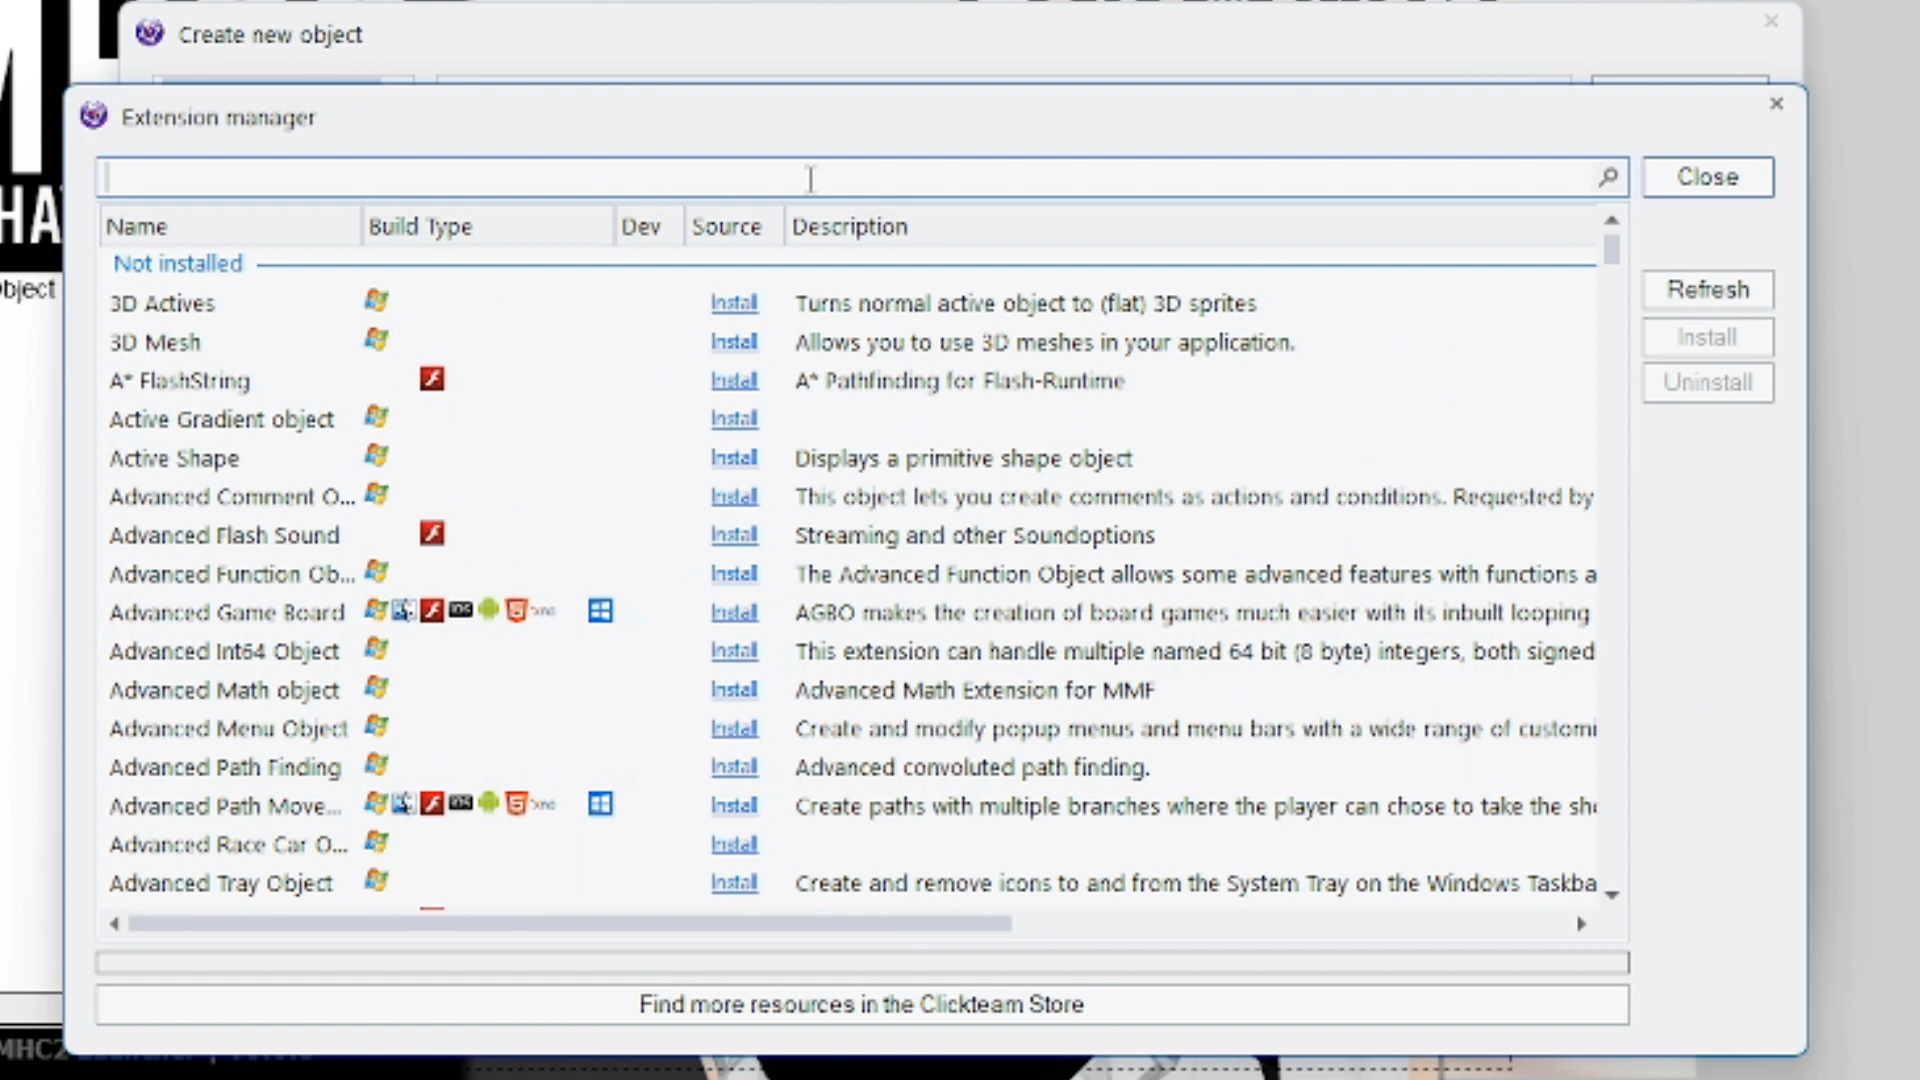 Create new object
Extension manager
Close
Name Build Type Dev Source Description
Not installed
bject
Refresh
3D Actives Install Turns normal active object to (flat) 3D sprites
3D Mesh Install Allows you to use 3D meshes in your application.
Install
A* FlashString Install A* Pathfinding for Flash-Runtime
Uninstall
Active Gradient object Install
Active Shape Install Displays a primitive shape object
Advanced Comment O... Install This object lets you create comments as actions and conditions. Requested by
Advanced Flash Sound Install Streaming and other Soundoptions
Advanced Function Ob... Install The Advanced Function Object allows some advanced features with functions a
Advanced Game Board Install AGBO makes the creation of board games much easier with its inbuilt looping
Advanced Int64 Object Install This extension can handle multiple named 64 bit (8 byte) integers, both signed
Advanced Math object Install Advanced Math Extension for MMF
Advanced Menu Object Install Create and modify popup menus and menu bars with a wide range of customi
Advanced Path Finding Install Advanced convoluted path finding.
Advanced Path Move... Install Create paths with multiple branches where the player can chose to take the sho
Advanced Race Car O... Install
Advanced Tray Object Install Create and remove icons to and from the System Tray on the Windows Taskba
Find more resources in the Clickteam Store
HA
MHC2